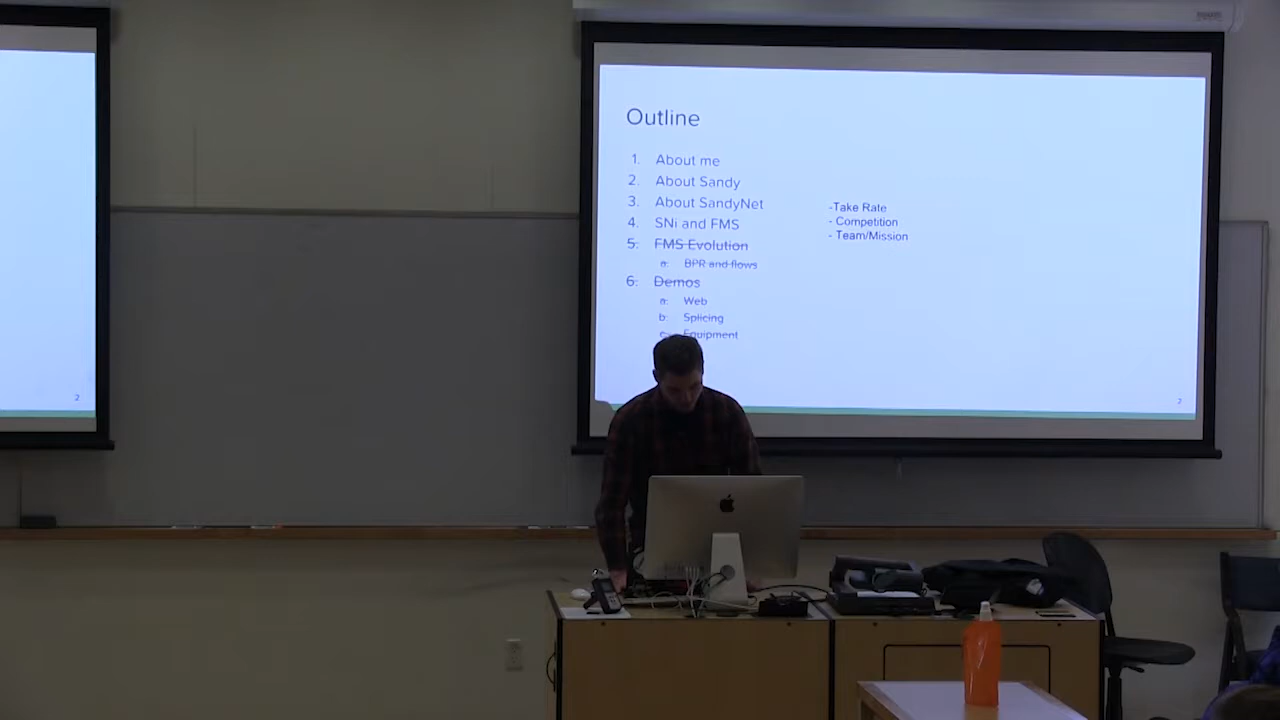 Outline
1. About me
2. About Sandy
3. About SandyNet
4. SNi and FMS
5. FMS Evolution
a. BPR and flows
6. Demos
a. Web
b. Splicing
c. Equipment
-Take Rate
- Competition
- Team/Mission
2
2